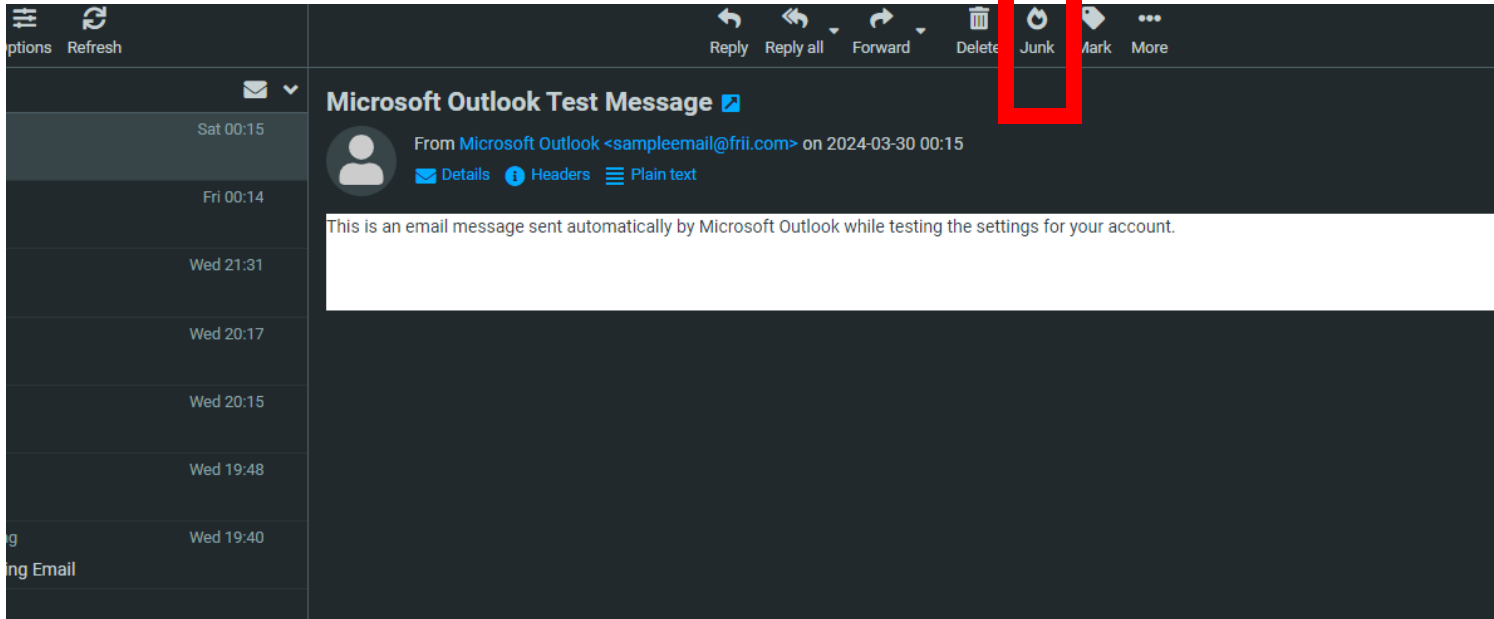 ptions Refresh
Reply Reply all Forward Delete Junk Mark More
Microsoft Outlook Test Message
Sat 00:15
From Microsoft Outlook <sampleemail@frii.com> on 2024-03-30 00:15
Details Headers Plain text
Fri 00:14
This is an email message sent automatically by Microsoft Outlook while testing the settings for your account.
Wed 21:31
Wed 20:17
Wed 20:15
Wed 19:48
g Wed 19:40
ing Email